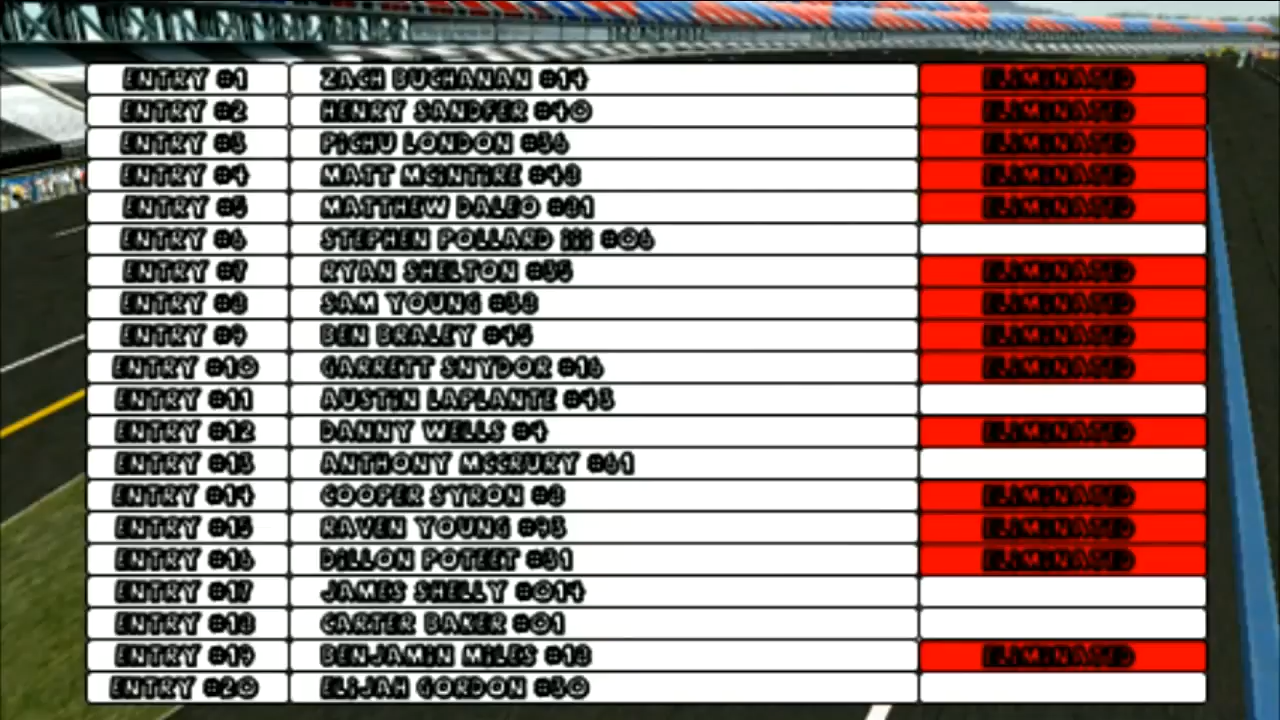 ENTRY #1 ZACH BUCHANAN #14 ELIMINATED
ENTRY #2 HENRY SANDFER #40 ELIMINATED
ENTRY #3 PiCHU LONDON #36 ELIMINATED
ENTRY #4 MATT MCiNTiRE #48 ELIMINATED
ENTRY #5 MATTHEW DALEO #81 ELIMINATED
ENTRY #6 STEPHEN POLLARD iii #06
ENTRY #7 RYAN SHELTON #35 ELIMINATED
ENTRY #8 SAM YOUNG #38 ELIMINATED
ENTRY #9 BEN BRALEY #45 ELIMINATED
ENTRY #10 GARRETT SNYDOR #16 ELIMINATED
ENTRY #11 AUSTiN LAPLANTE #43
ENTRY #12 DANNY WELLS #4 ELIMINATED
ENTRY #13 ANTHONY MCCRURY #61
ENTRY #14 COOPER SYRON #8 ELIMINATED
ENTRY #15 RAVEN YOUNG #93 ELIMINATED
ENTRY #16 DiLLON POTEET #31 ELIMINATED
ENTRY #17 JAMES SHELLY #014
ENTRY #18 CARTER BAKER #01
ENTRY #19 BENJAMiN MiLES #18 ELIMINATED
ENTRY #20 ELiJAH GORDON #30